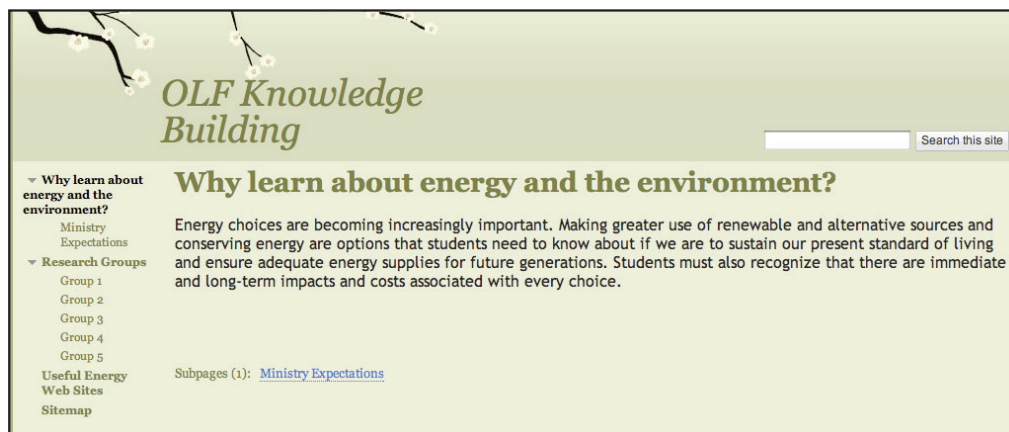 OLF Knowledge
Building
Search this site
Why learn about
energy and the
environment?
Ministry
Expectations
Research Groups
Group 1
Group 2
Group 3
Group 4
Group 5
Useful Energy
Web Sites
Sitemap
Why learn about energy and the environment?
Energy choices are becoming increasingly important. Making greater use of renewable and alternative sources and
conserving energy are options that students need to know about if we are to sustain our present standard of living
and ensure adequate energy supplies for future generations. Students must also recognize that there are immediate
and long-term impacts and costs associated with every choice.
Subpages (1): Ministry Expectations